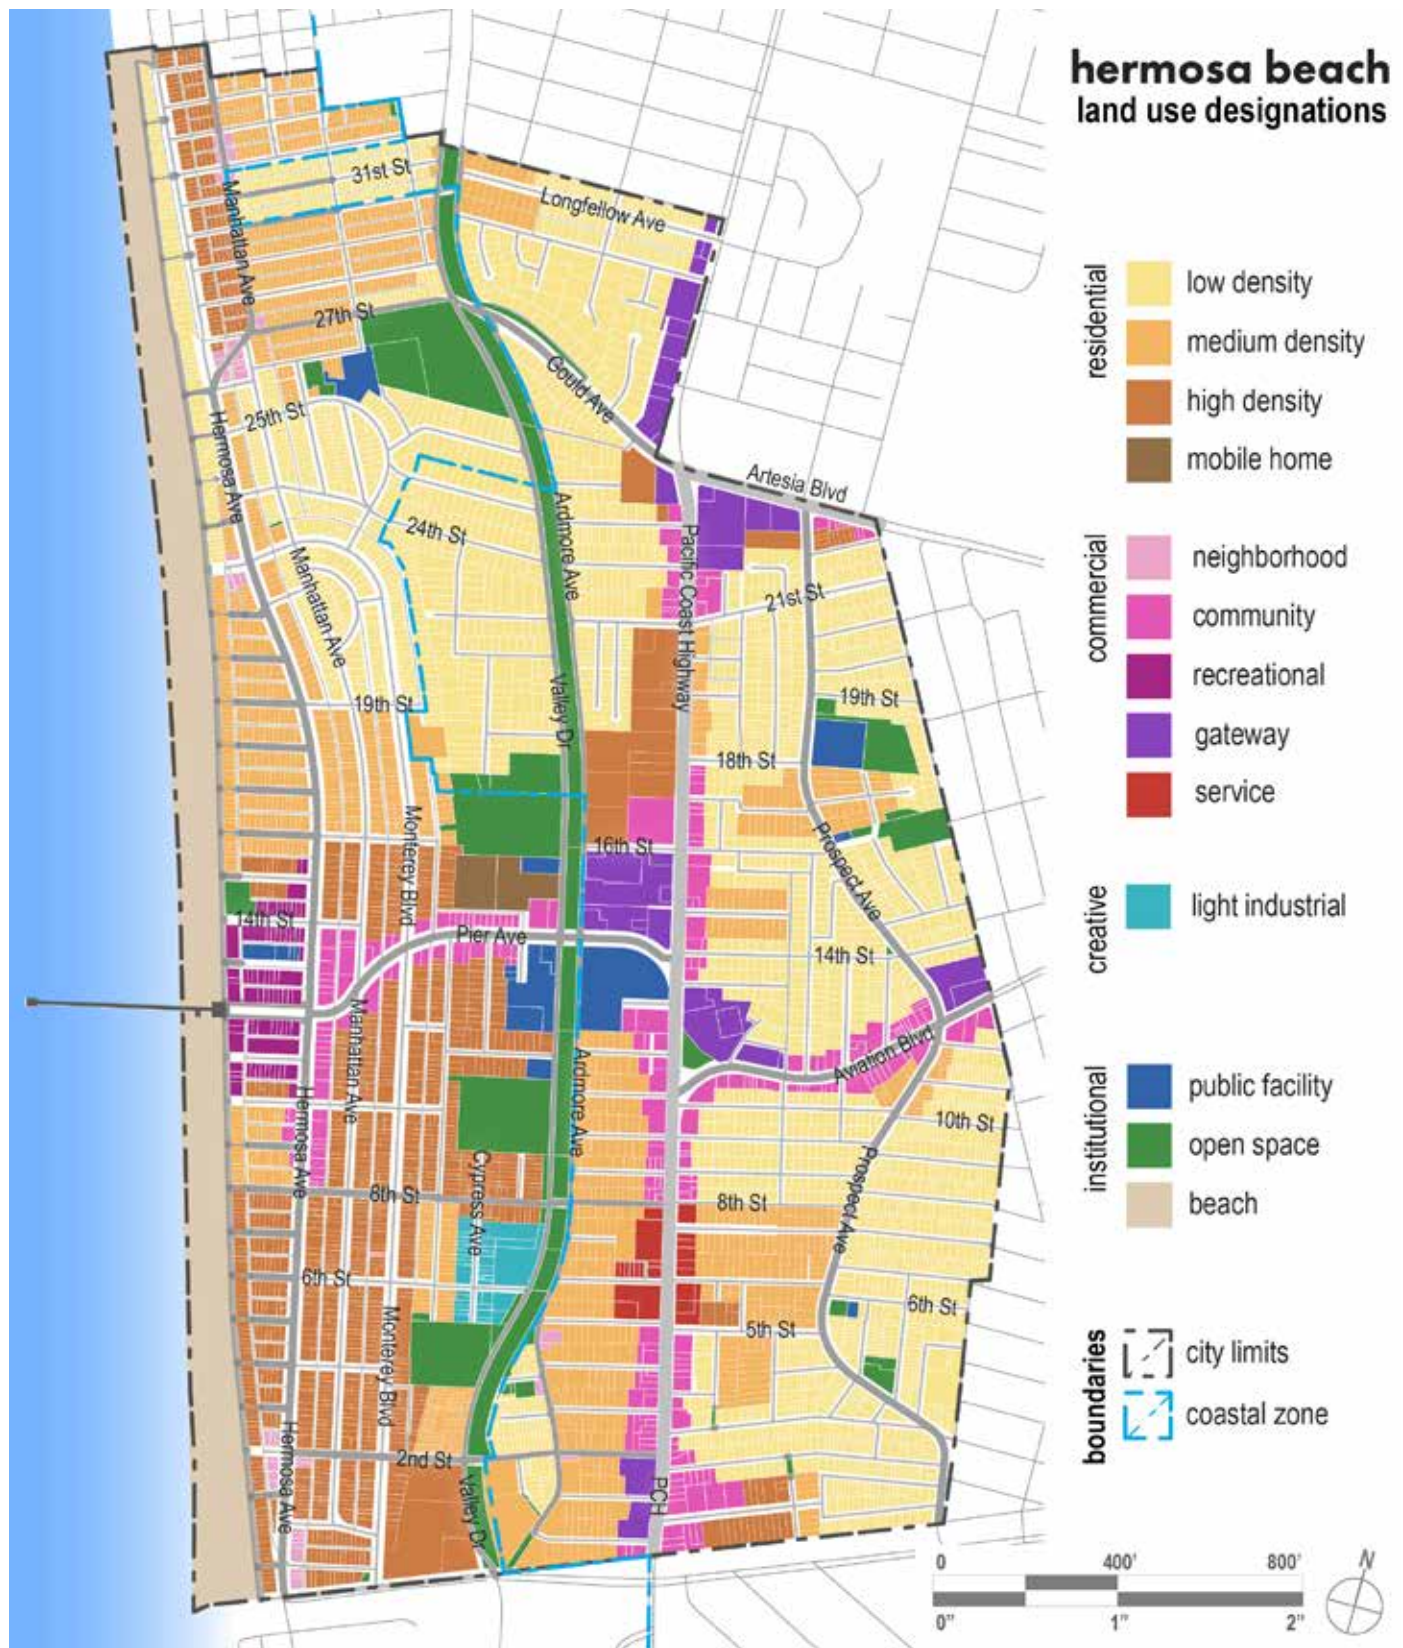 hermosa beach
land use designations
residential
low density
medium density
high density
mobile home
commercial
neighborhood
community
recreational
gateway
service
creative
light industrial
institutional
public facility
open space
beach
boundaries
city limits
coastal zone
0 400' 800'
0" 1" 2"
N
31st St
Longfellow Ave
Manhattan Ave
27th St
Gould Ave
25th St
Hermosa Ave
Artesia Blvd
24th St
Ardmore Ave
Pacific Coast Highway
Manhattan Ave
21st St
19th St
Valley Dr
19th St
18th St
Monterey Blvd
16th St
Prospect Ave
14th St
Pier Ave
14th St
Manhattan Ave
Aviation Blvd
Hermosa Ave
Ardmore Ave
10th St
Cypress Ave
Prospect Ave
8th St
8th St
6th St
6th St
Monterey Blvd
5th St
Hermosa Ave
2nd St
Valley Dr
PCH